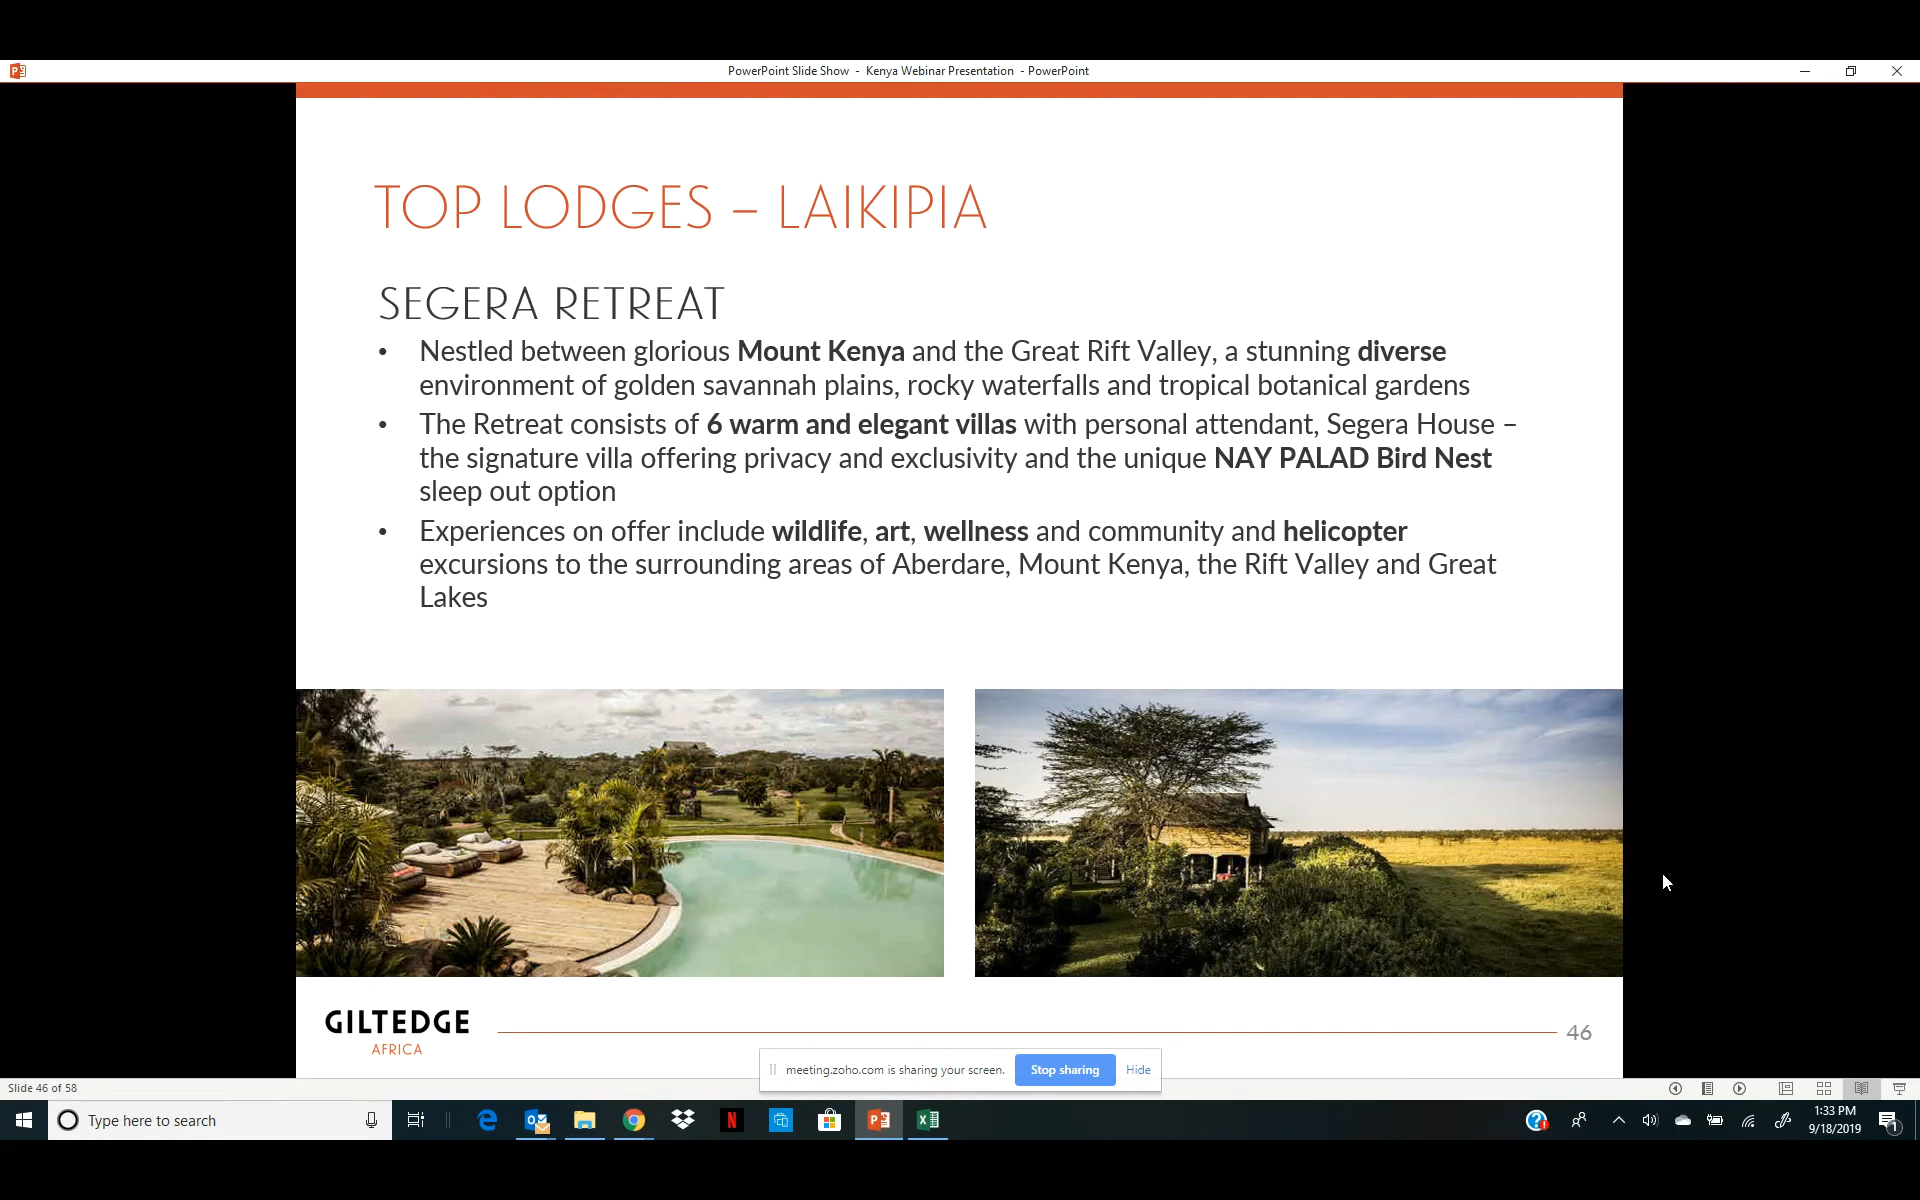 PowerPoint Slide Show - Kenya Webinar Presentation - PowerPoint
TOP LODGES – LAIKIPIA
SEGERA RETREAT
• Nestled between glorious Mount Kenya and the Great Rift Valley, a stunning diverse
environment of golden savannah plains, rocky waterfalls and tropical botanical gardens
• The Retreat consists of 6 warm and elegant villas with personal attendant, Segera House –
the signature villa offering privacy and exclusivity and the unique NAY PALAD Bird Nest
sleep out option
• Experiences on offer include wildlife, art, wellness and community and helicopter
excursions to the surrounding areas of Aberdare, Mount Kenya, the Rift Valley and Great
Lakes
GILTEDGE
AFRICA
46
meeting.zoho.com is sharing your screen. Stop sharing Hide
Slide 46 of 58
Type here to search
1:33 PM
9/18/2019